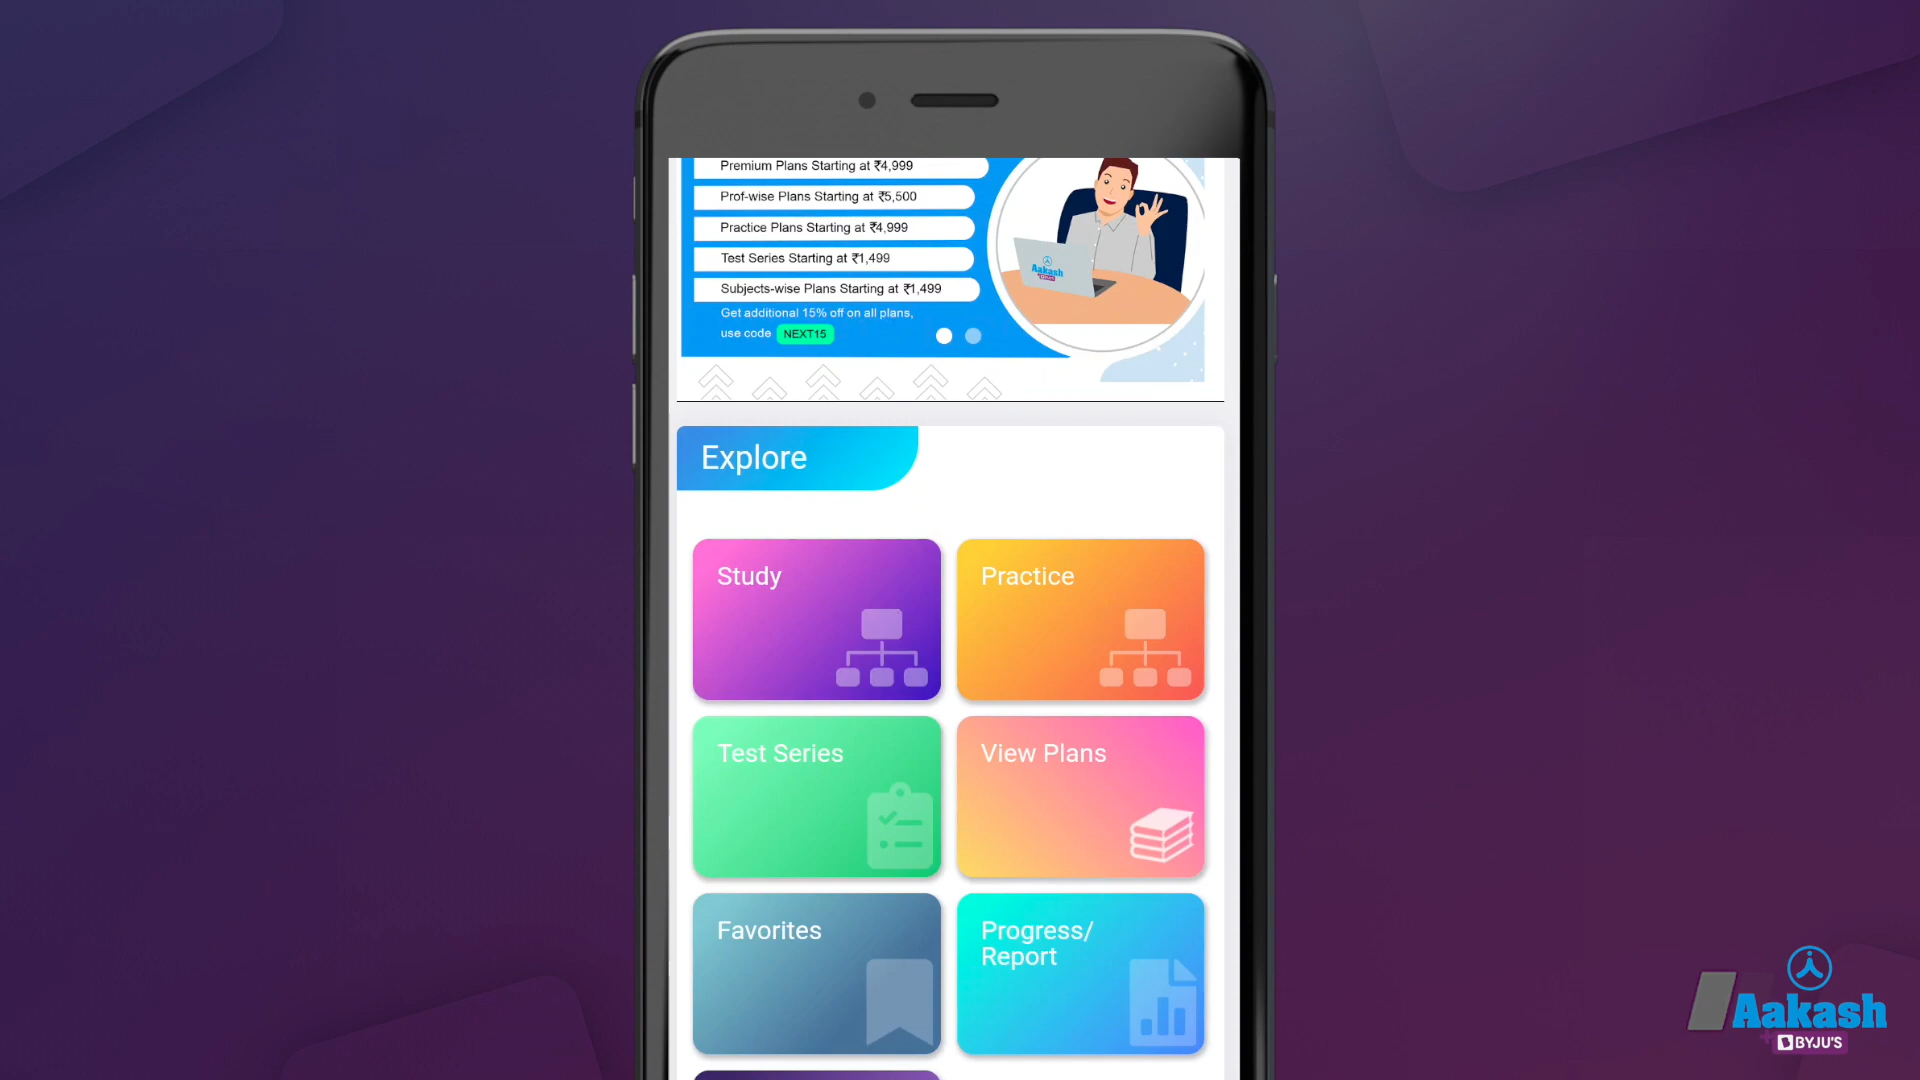 Premium Plans Starting at ₹4,999
Prof-wise Plans Starting at ₹5,500
Practice Plans Starting at ₹4,999
Test Series Starting at ₹1,499
Subjects-wise Plans Starting at ₹1,499
Get additional 15% off on all plans,
use code NEXT15
Aakash
Explore
Study
Practice
Test Series
View Plans
Favorites
Progress/
Report
Aakash
BYJU'S